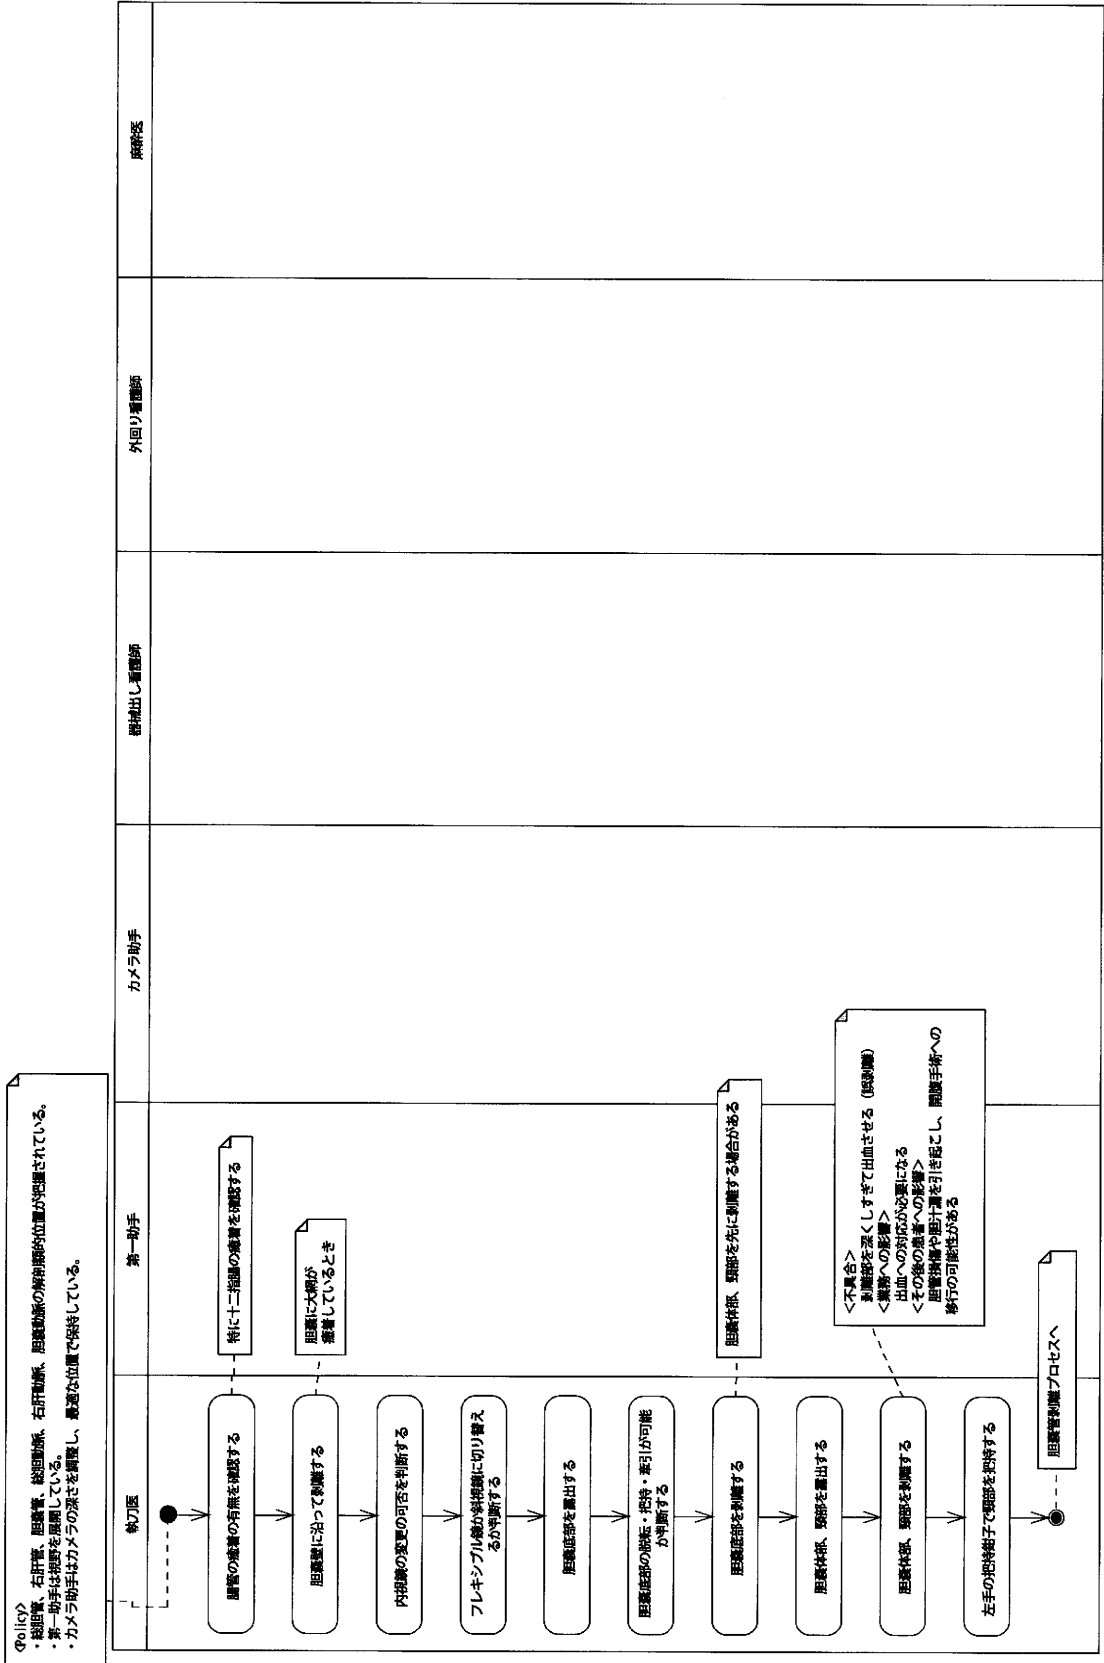 <Policy>
・総胆管、右肝管、胆嚢管、総胆動脈、右肝動脈、胆嚢動脈の解剖額的位置が把握されている。
・第一助手は視野を展開している。
・カメラ助手はカメラの深さを調整し、最適な位置で保持している。
執刀医
第一助手
カメラ助手
器械出し看護師
外回り看護師
麻酔医
腸管の癒着の有無を確認する
特に十二指腸の癒着を確認する
胆嚢壁に沿って剥離する
胆嚢に大網が
癒着しているとき
内視鏡の変更の可否を判断する
フレキシブル鏡か斜視鏡に切り替え
るか判断する
胆嚢底部を露出する
胆嚢底部の脱転・把持・牽引が可能
か判断する
胆嚢底部を剥離する
胆嚢体部、頸部を先に剥離する場合がある
胆嚢体部、頸部を露出する
胆嚢体部、頸部を剥離する
<不具合>
剥離部を深くしすぎて出血させる（誤剥離）
<業務への影響>
出血への対応が必要になる
<その後の患者への影響>
胆管損傷や胆汁漏を引き起こし、開腹手術への
移行の可能性がある
左手の把持鉗子で頸部を把持する
胆嚢管剥離プロセスへ